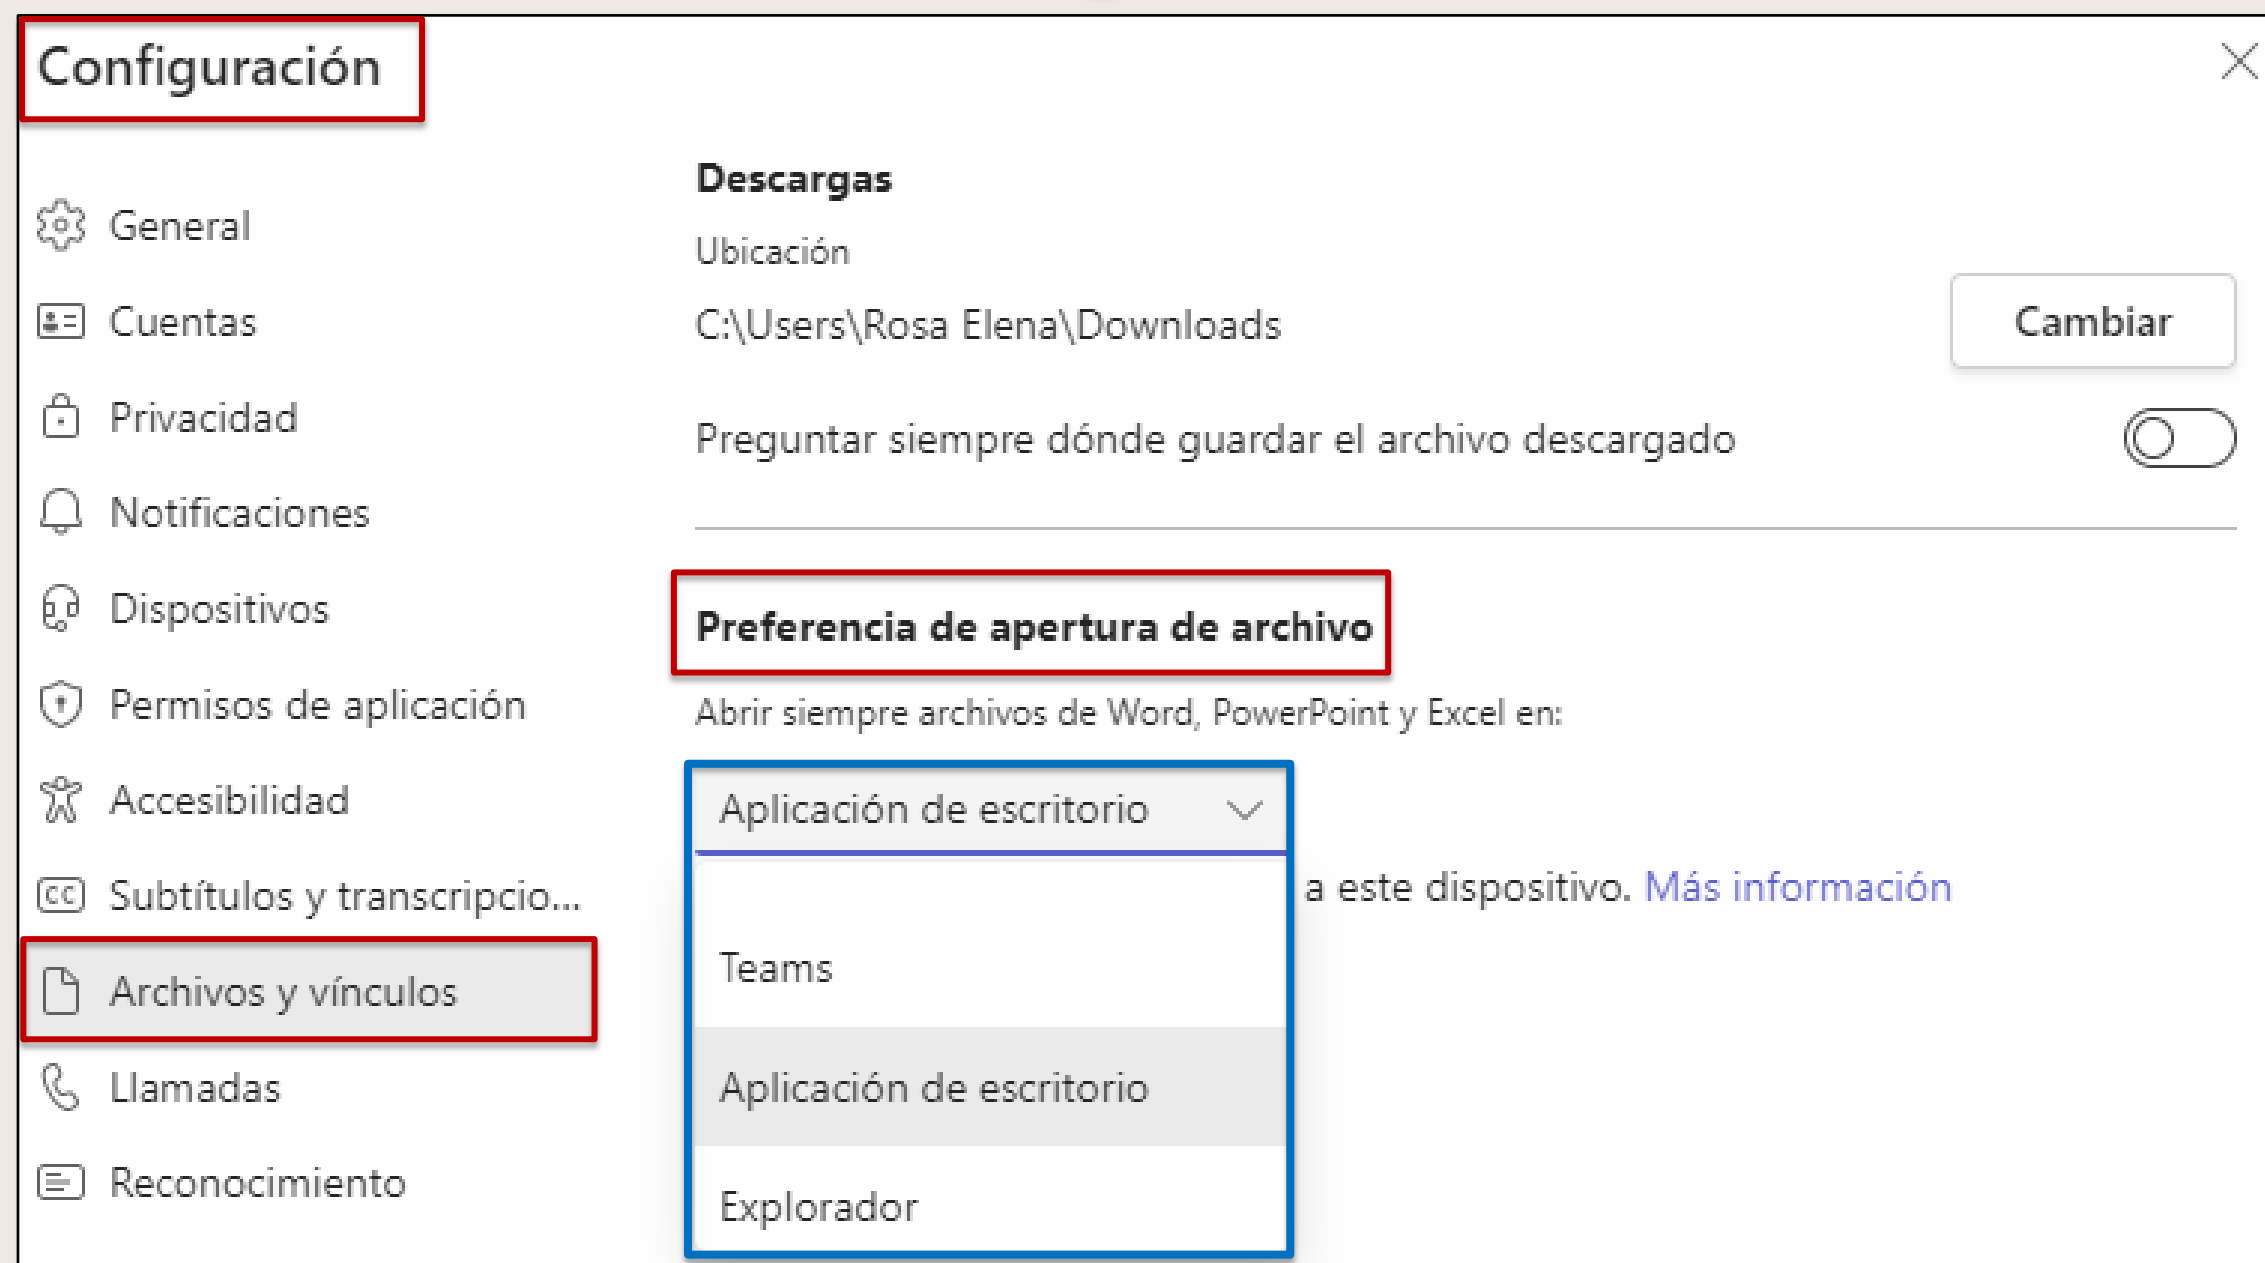 Configuración
General
Cuentas
Privacidad
Notificaciones
Dispositivos
Permisos de aplicación
Accesibilidad
CC Subtítulos y transcripcio...
Archivos y vínculos
Llamadas
Reconocimiento
Descargas
Ubicación
C:\Users\Rosa Elena\Downloads
Cambiar
Preguntar siempre dónde guardar el archivo descargado
Preferencia de apertura de archivo
Abrir siempre archivos de Word, PowerPoint y Excel en:
Aplicación de escritorio
a este dispositivo. Más información
Teams
Aplicación de escritorio
Explorador